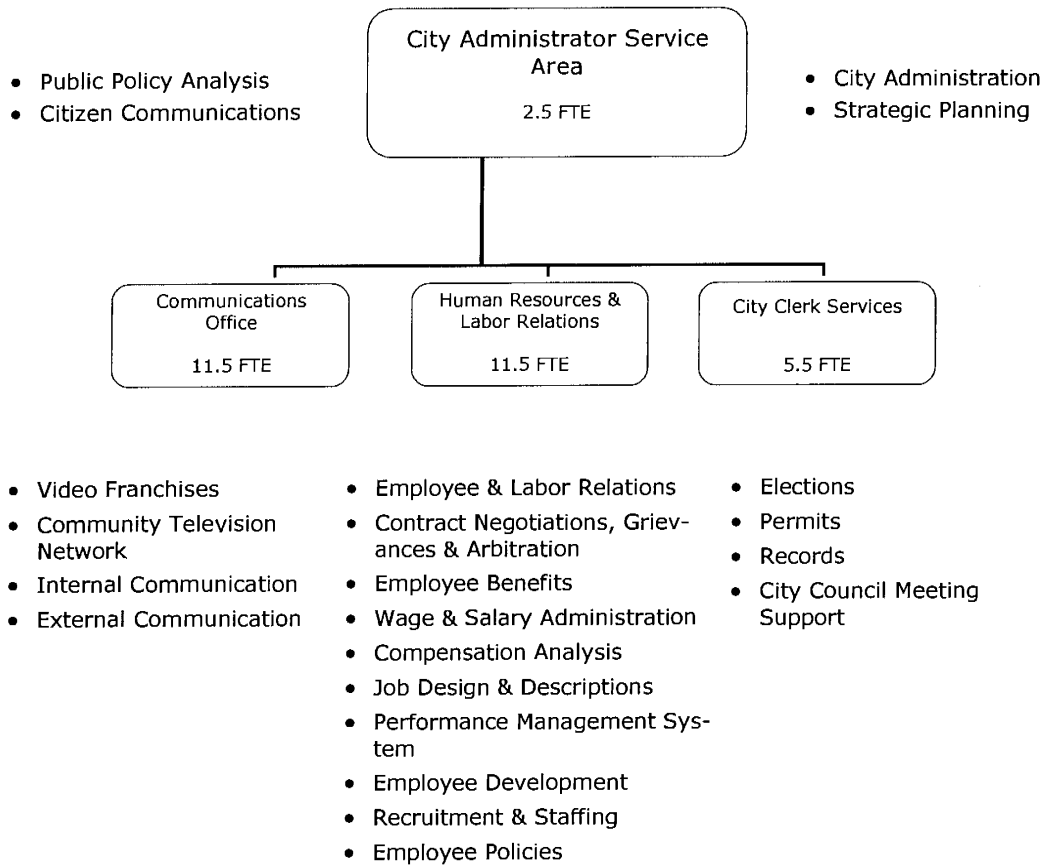 City Administrator Service
Area
2.5 FTE
• Public Policy Analysis
• Citizen Communications
• City Administration
• Strategic Planning
Communications
Office
11.5 FTE
Human Resources &
Labor Relations
11.5 FTE
City Clerk Services
5.5 FTE
• Video Franchises
• Community Television
Network
• Internal Communication
• External Communication
• Employee & Labor Relations
• Contract Negotiations, Griev-
ances & Arbitration
• Employee Benefits
• Wage & Salary Administration
• Compensation Analysis
• Job Design & Descriptions
• Performance Management Sys-
tem
• Employee Development
• Recruitment & Staffing
• Employee Policies
• Elections
• Permits
• Records
• City Council Meeting
Support